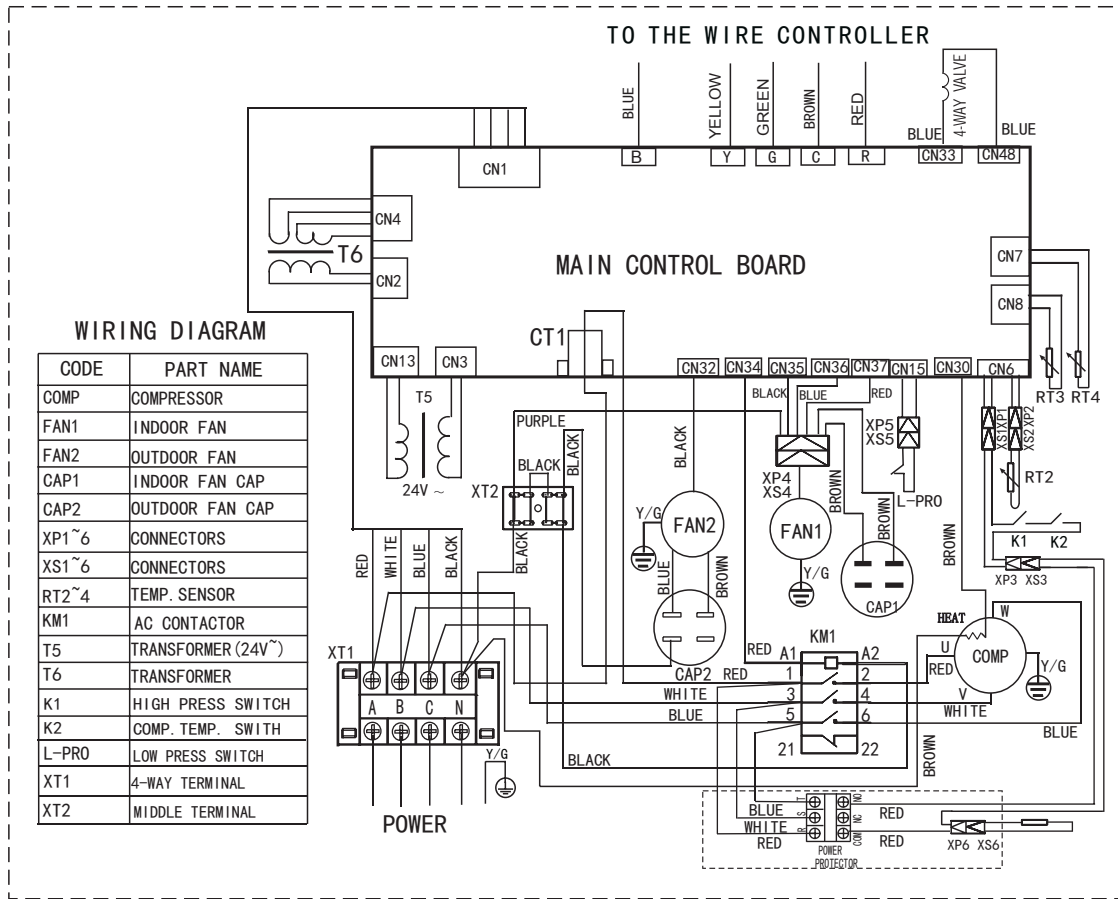 TO THE WIRE CONTROLLER
BLUE
YELLOW
GREEN
BROWN
RED
BLUE
4-WAY VALVE
BLUE
CN1
B
Y
G
C
R
CN33
CN48
CN4
T6
CN2
MAIN CONTROL BOARD
CN7
CN8
WIRING DIAGRAM
CODE PART NAME
COMP COMPRESSOR
FAN1 INDOOR FAN
FAN2 OUTDOOR FAN
CAP1 INDOOR FAN CAP
CAP2 OUTDOOR FAN CAP
XP1~6 CONNECTORS
XS1~6 CONNECTORS
RT2~4 TEMP. SENSOR
KM1 AC CONTACTOR
T5 TRANSFORMER(24V~)
T6 TRANSFORMER
K1 HIGH PRESS SWITCH
K2 COMP. TEMP. SWITH
L-PRO LOW PRESS SWITCH
XT1 4-WAY TERMINAL
XT2 MIDDLE TERMINAL
CT1
CN13
CN3
CN32
CN34
CN35
CN36
CN37
CN15
CN30
CN6
T5
24V ~
PURPLE
BLACK
BLACK
XT2
BLACK
BLACK
BLACK
BLUE
RED
XP4
XS4
XP5
XS5
L-PRO
RT3 RT4
XS1XP1
XS2XP2
RT2
K1 K2
XP3 XS3
Y/G
FAN2
BLUE
BROWN
CAP2
FAN1
Y/G
BROWN
BROWN
CAP1
BROWN
RED
WHITE
BLUE
BLACK
XT1
A B C N
Y/G
POWER
KM1
RED A1 A2
RED 1 2
WHITE 3 4
BLUE 5 6
21 22
BLACK
HEAT
COMP
W
U
RED
V
WHITE
Y/G
BLUE
BROWN
BLUE
WHITE
RED
T
S
R
NO
NC
COM
POWER
PROTECTOR
RED
RED
XP6 XS6